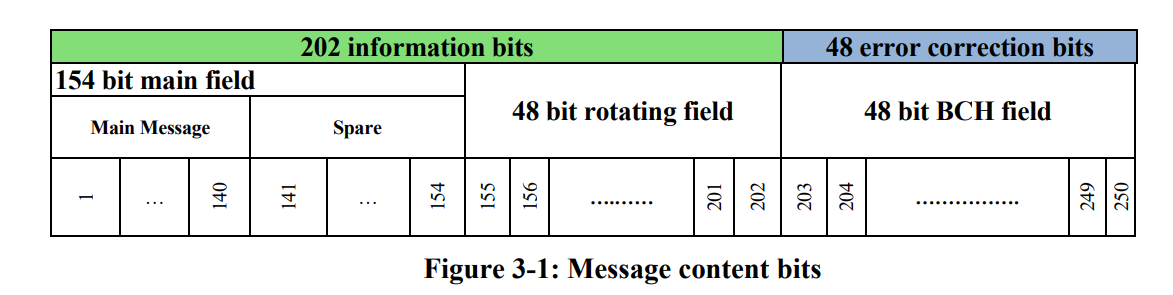 202 information bits 48 error correction bits
154 bit main field
48 bit rotating field 48 bit BCH field
Main Message Spare
1 ... 140 141 ... 154 155 156 ......... 201 202 203 204 ................ 249 250
Figure 3-1: Message content bits